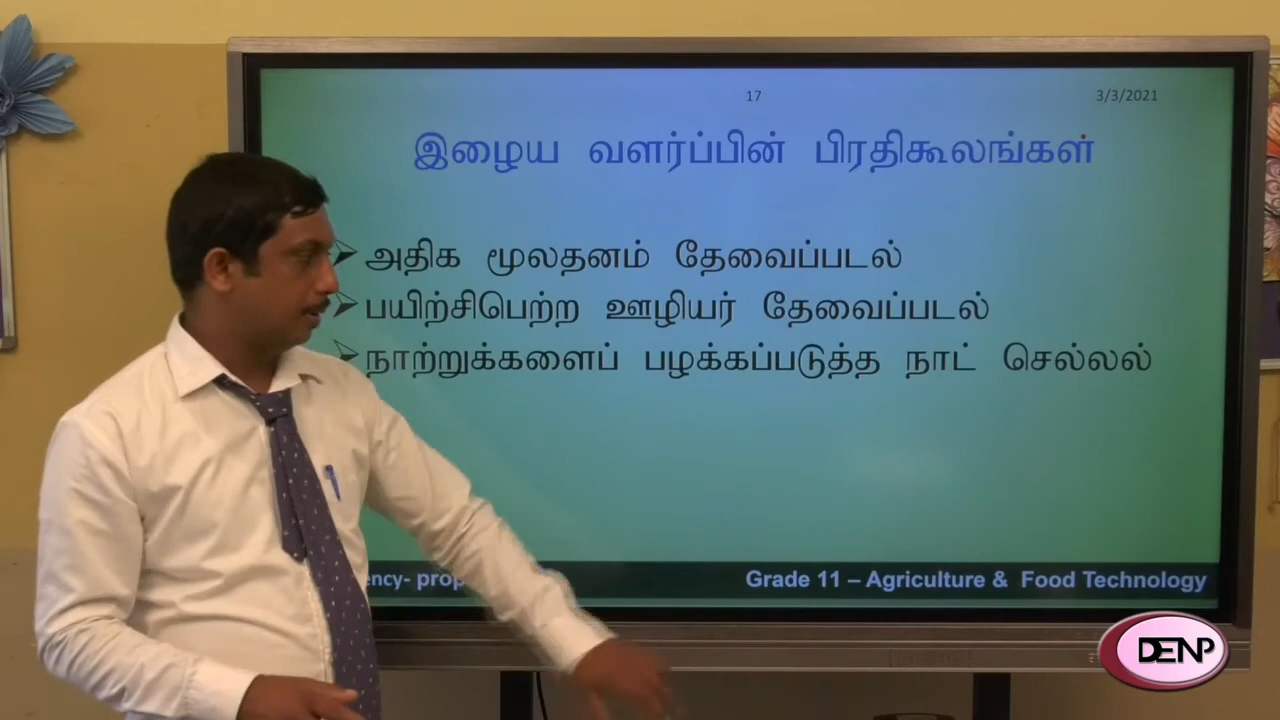 17
3/3/2021
இழைய வளர்ப்பின் பிரதிகூலங்கள்
அதிக மூலதனம் தேவைப்படல்
பயிற்சிபெற்ற ஊழியர் தேவைப்படல்
நாற்றுக்களைப் பழக்கப்படுத்த நாட் செல்லல்
Grade 11 – Agriculture & Food Technology
DENP